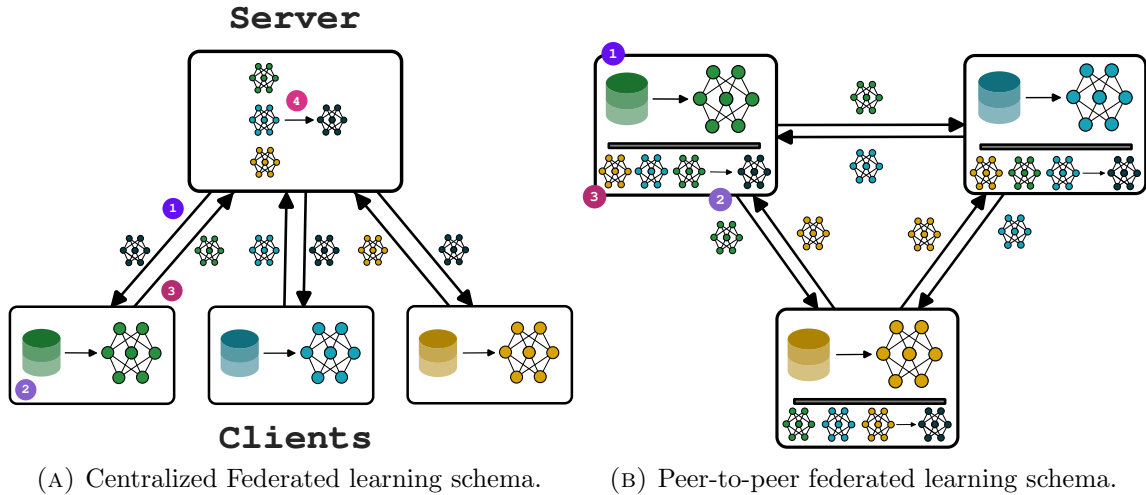 Server
4
1
3
2
Clients
(A) Centralized Federated learning schema.
1
3
2
(B) Peer-to-peer federated learning schema.